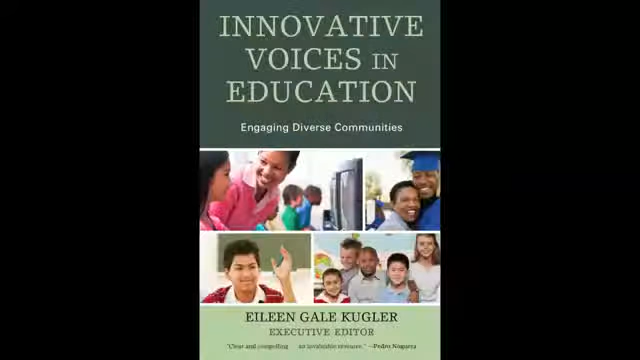 INNOVATIVE
VOICES IN
EDUCATION
Engaging Diverse Communities
EILEEN GALE KUGLER
EXECUTIVE EDITOR
"Clear and compelling ... an invaluable resource." —Pedro Noguera